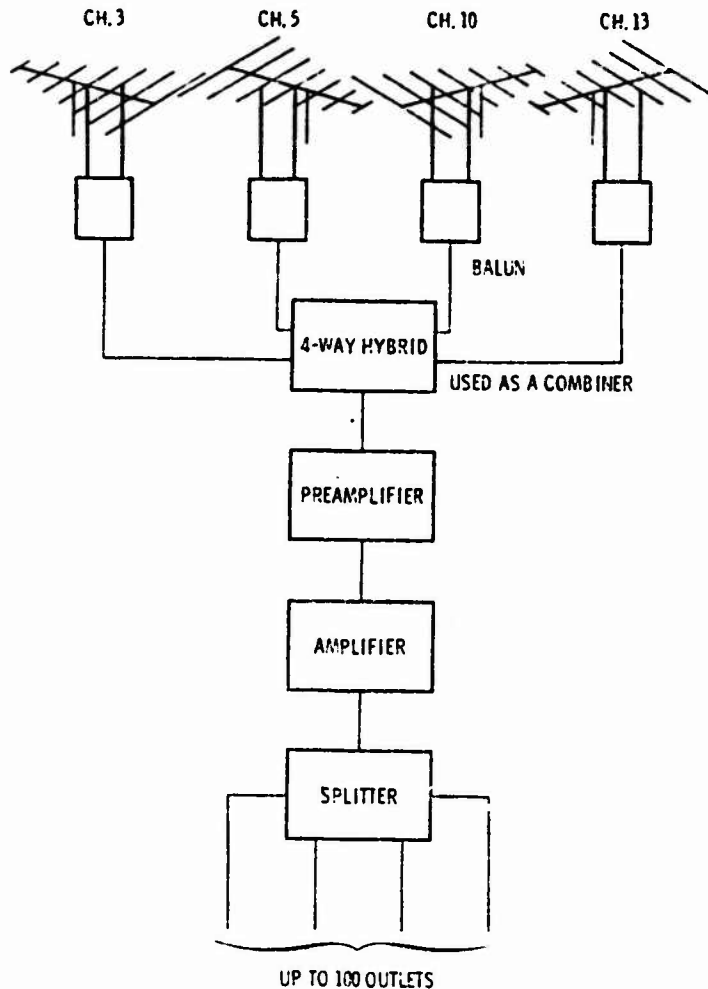 CH. 3
CH. 5
CH. 10
CH. 13
BALUN
4-WAY HYBRID
USED AS A COMBINER
PREAMPLIFIER
AMPLIFIER
SPLITTER
UP TO 100 OUTLETS